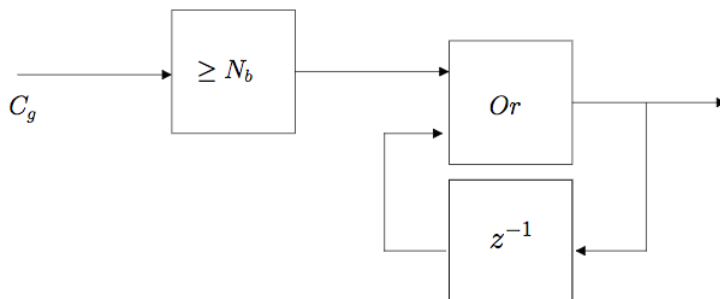 ≥ N_b
C_g
Or
z^{-1}